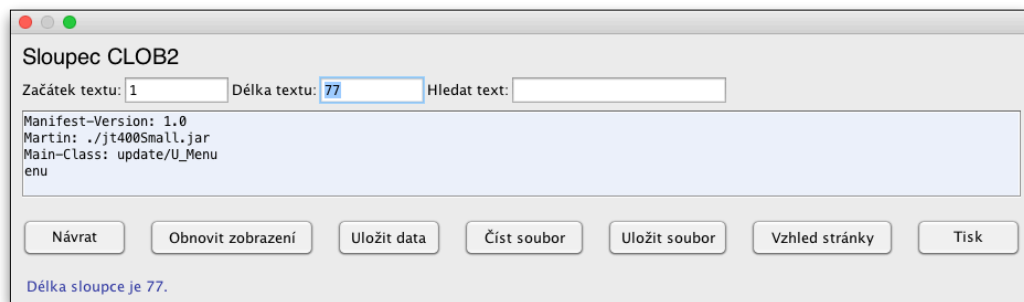 Sloupec CLOB2
Začátek textu: 1 Délka textu: 77 Hledat text:
Manifest-Version: 1.0
Martin: ./jt400Small.jar
Main-Class: update/U_Menu
enu
Návrat Obnovit zobrazení Uložit data Číst soubor Uložit soubor Vzhled stránky Tisk
Délka sloupce je 77.